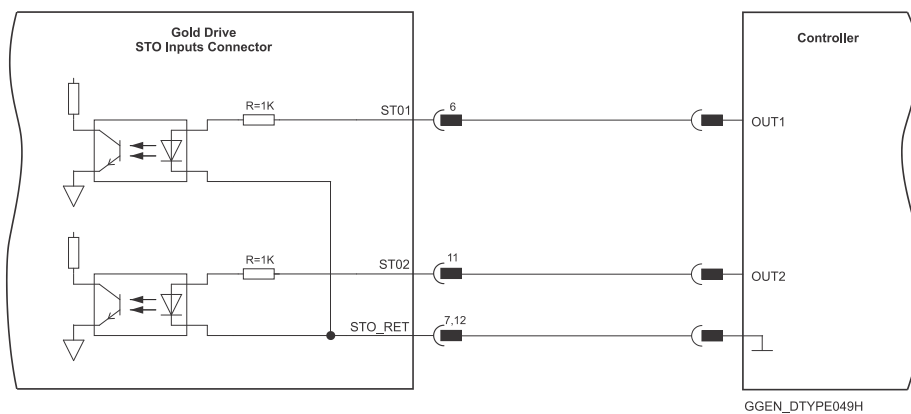 Gold Drive
STO Inputs Connector
Controller
R=1K
ST01
6
OUT1
R=1K
ST02
11
OUT2
STO_RET
7,12
GGEN_DTYPE049H